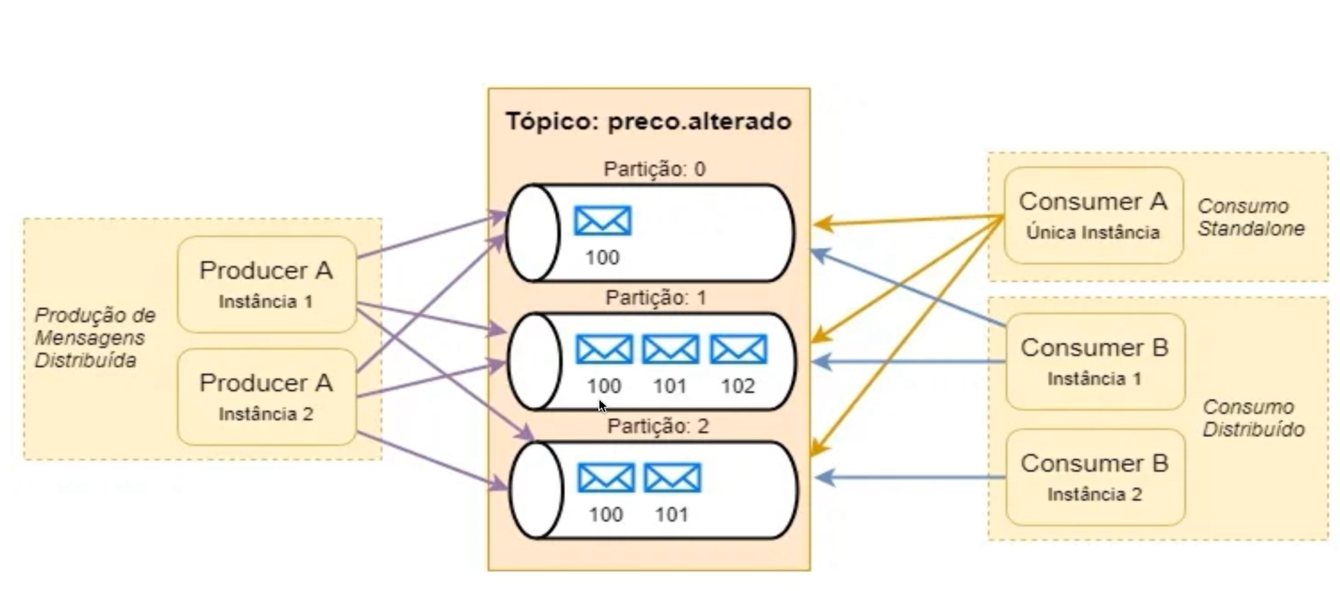 Tópico: preco.alterado
Partição: 0
100
Partição: 1
100 101 102
Partição: 2
100 101
Produção de
Mensagens
Distribuída
Producer A
Instância 1
Producer A
Instância 2
Consumer A
Única Instância
Consumo
Standalone
Consumer B
Instância 1
Consumer B
Instância 2
Consumo
Distribuído